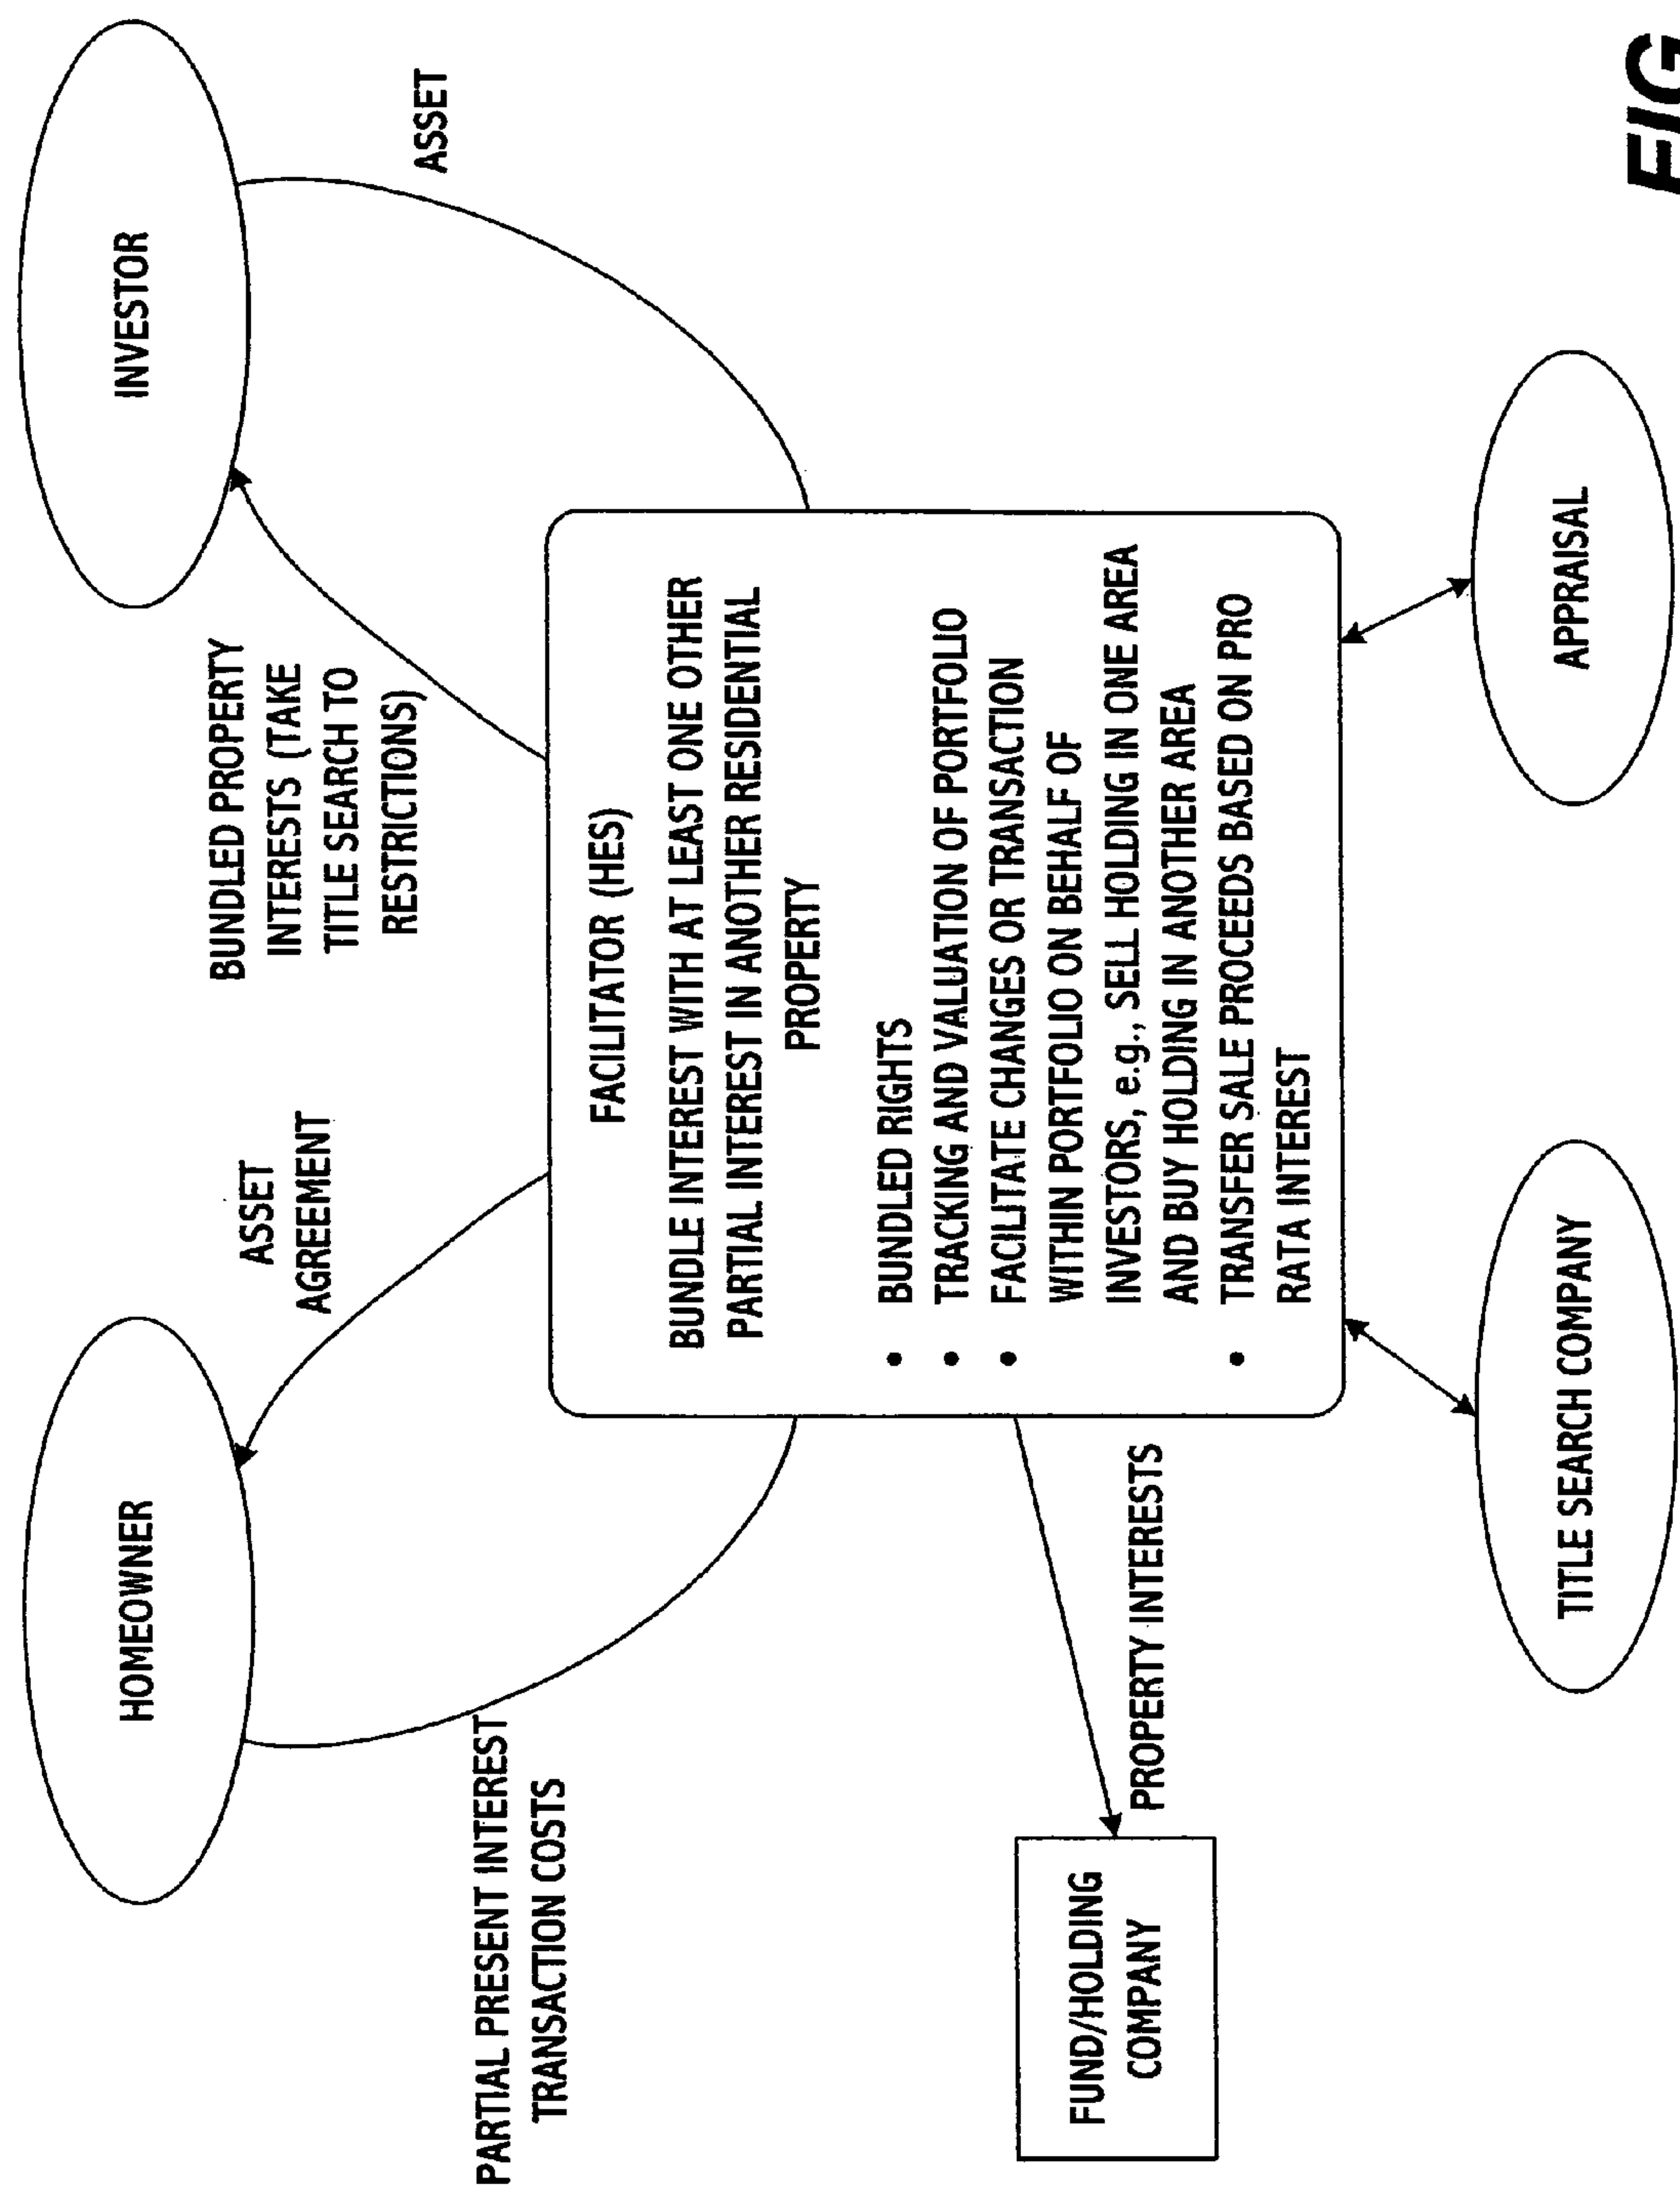 HOMEOWNER
INVESTOR
ASSET
AGREEMENT
BUNDLED PROPERTY
INTERESTS (TAKE
TITLE SEARCH TO
RESTRICTIONS)
ASSET
PARTIAL PRESENT INTEREST
TRANSACTION COSTS
FACILITATOR (HES)
BUNDLE INTEREST WITH AT LEAST ONE OTHER
PARTIAL INTEREST IN ANOTHER RESIDENTIAL
PROPERTY
• BUNDLED RIGHTS
• TRACKING AND VALUATION OF PORTFOLIO
• FACILITATE CHANGES OR TRANSACTION
WITHIN PORTFOLIO ON BEHALF OF
INVESTORS, e.g., SELL HOLDING IN ONE AREA
AND BUY HOLDING IN ANOTHER AREA
• TRANSFER SALE PROCEEDS BASED ON PRO
RATA INTEREST
PROPERTY INTERESTS
FUND/HOLDING
COMPANY
TITLE SEARCH COMPANY
APPRAISAL
FIG